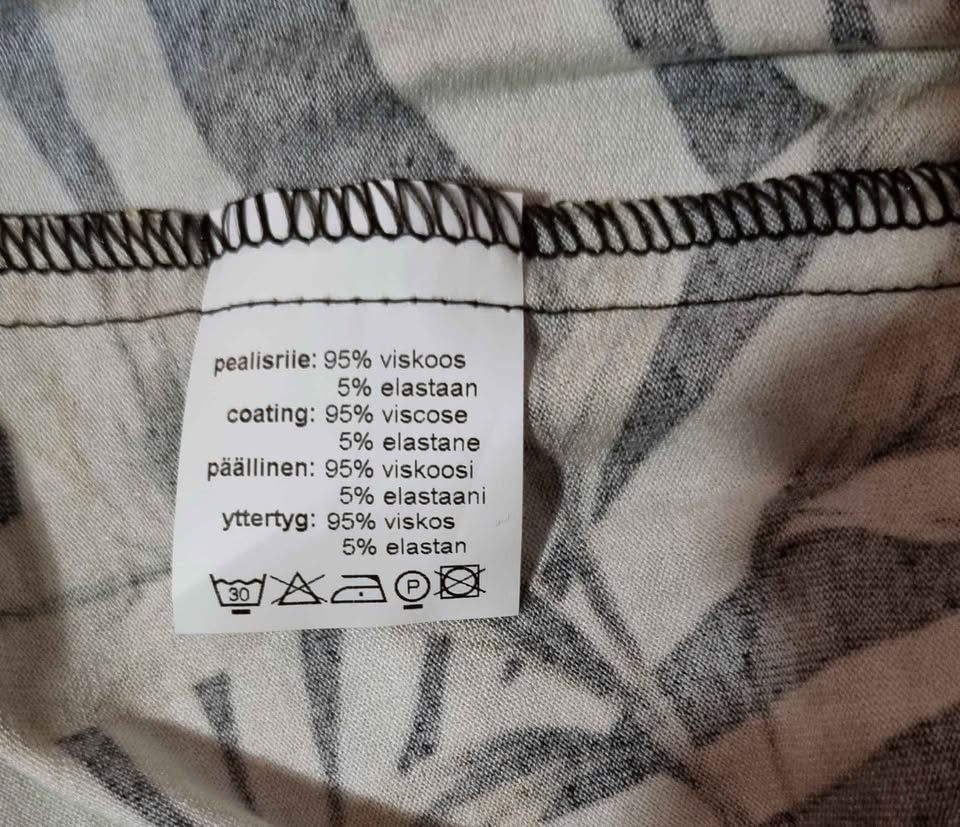 pealisriie: 95% viskoos
5% elastaan
coating: 95% viscose
5% elastane
päällinen: 95% viskoosi
5% elastaani
yttertyg: 95% viskos
5% elastan
30 P